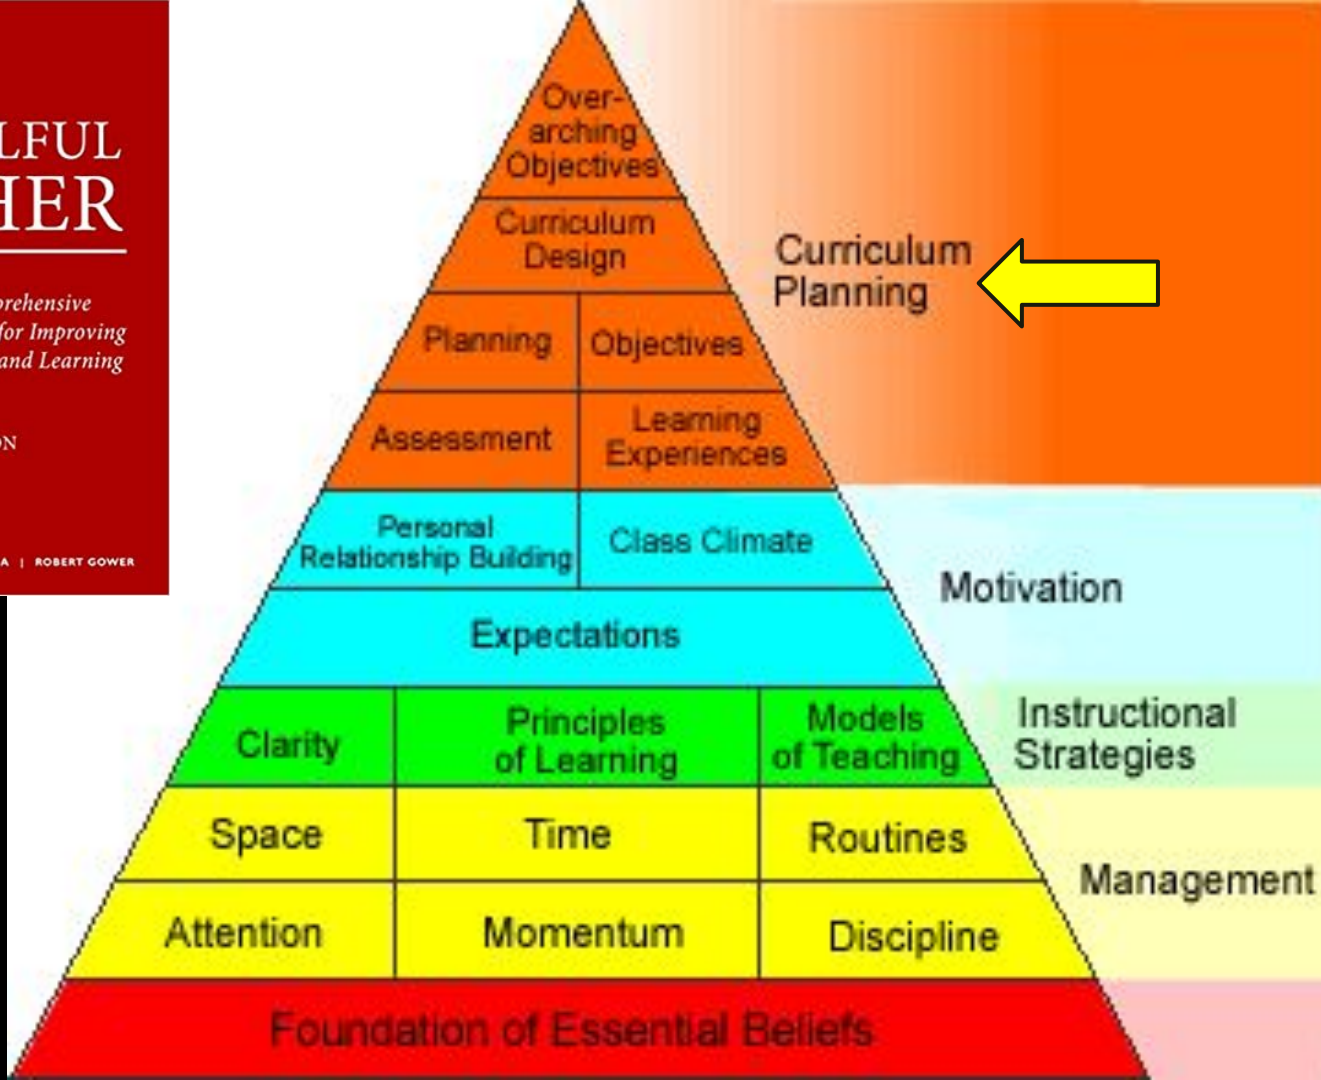 LFUL
HER
prehensive
for Improving
and Learning
ON
A | ROBERT GOWER
Over-
arching
Objectives
Curriculum
Design
Planning
Objectives
Assessment
Learning
Experiences
Personal
Relationship Building
Class Climate
Expectations
Clarity
Principles
of Learning
Models
of Teaching
Space
Time
Routines
Attention
Momentum
Discipline
Foundation of Essential Beliefs
Curriculum
Planning
Motivation
Instructional
Strategies
Management